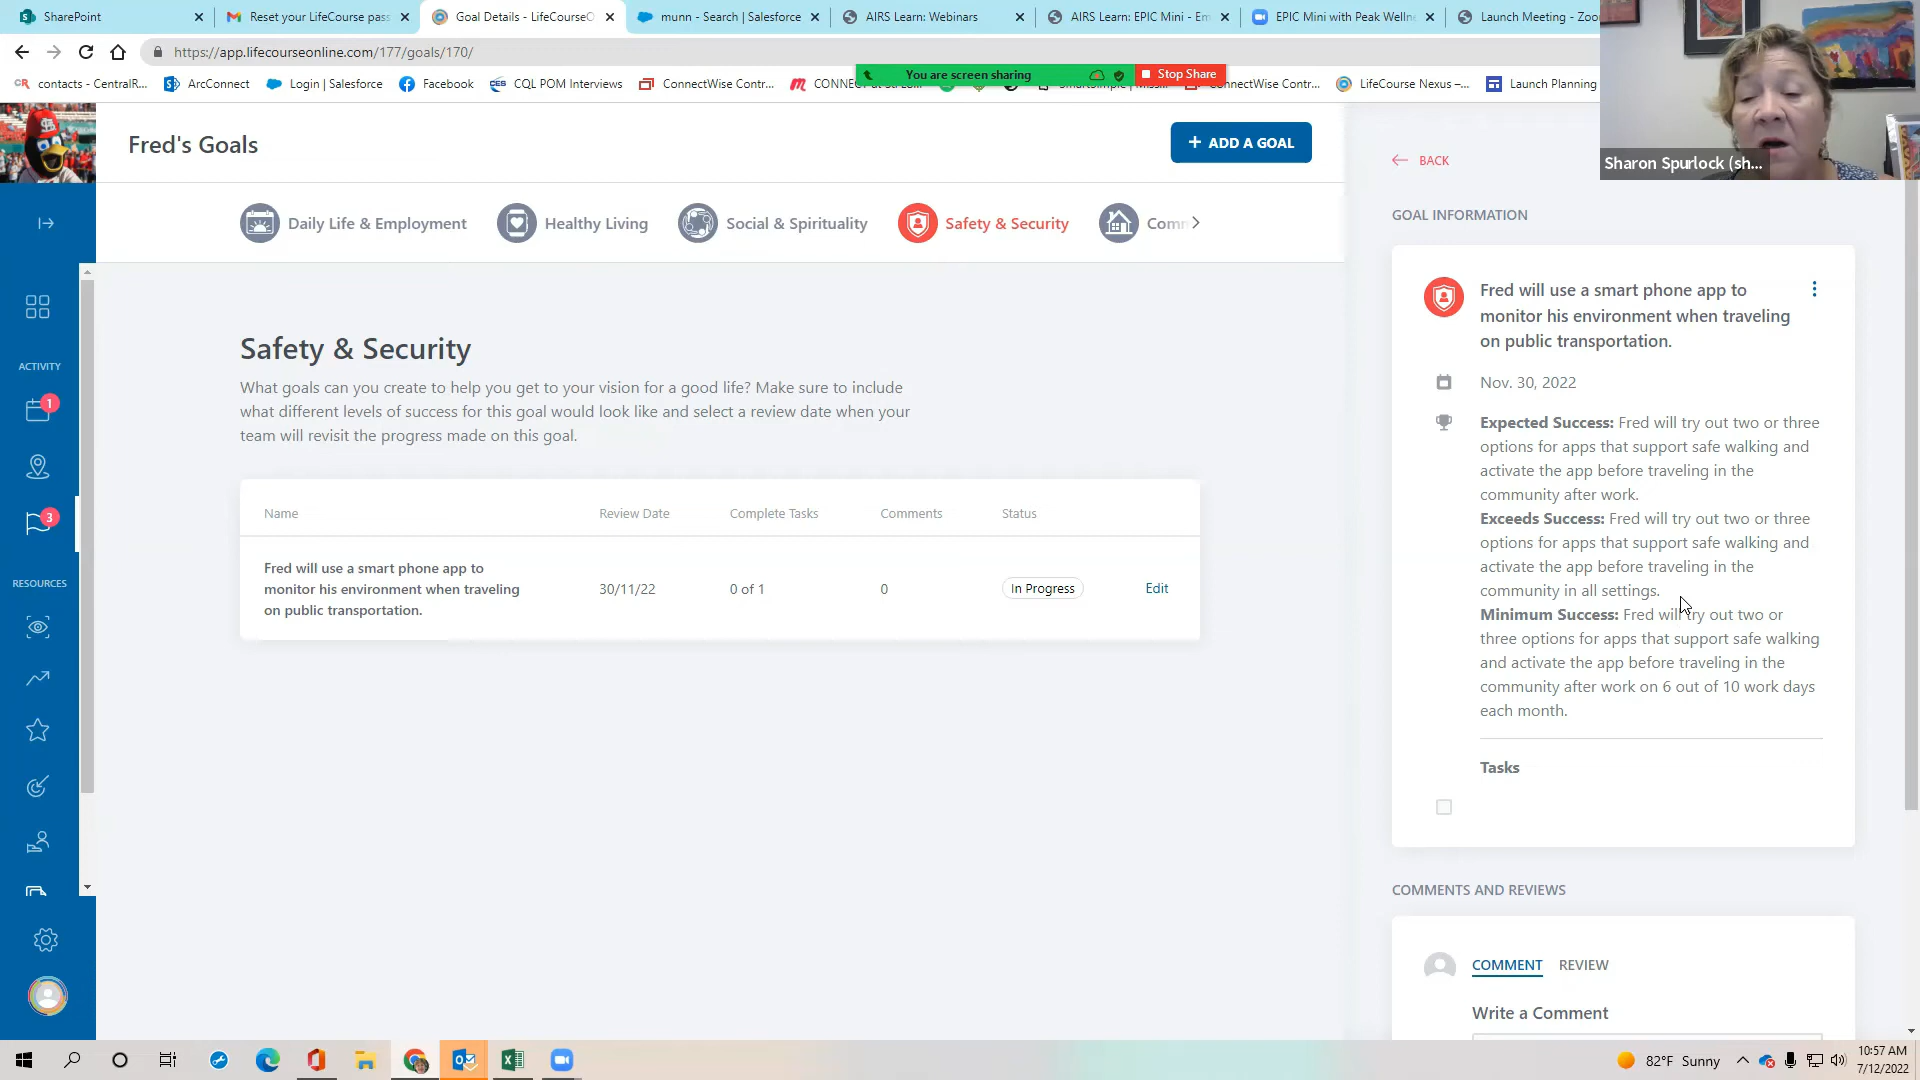 SharePoint
Reset your LifeCourse pass
Goal Details - LifeCourseO
munn - Search | Salesforce
AIRS Learn: Webinars
AIRS Learn: EPIC Mini - Em
EPIC Mini with Peak Wellne
Launch Meeting - Zoo
https://app.lifecourseonline.com/177/goals/170/
contacts - CentralR...
ArcConnect
Login | Salesforce
Facebook
CQL POM Interviews
ConnectWise Contr...
You are screen sharing
Stop Share
LifeCourse Nexus –...
Launch Planning
Sharon Spurlock (sh...
Fred's Goals
+ ADD A GOAL
BACK
Daily Life & Employment
Healthy Living
Social & Spirituality
Safety & Security
Comm
GOAL INFORMATION
ACTIVITY
1
3
RESOURCES
Safety & Security
What goals can you create to help you get to your vision for a good life? Make sure to include
what different levels of success for this goal would look like and select a review date when your
team will revisit the progress made on this goal.
Name
Review Date
Complete Tasks
Comments
Status
Fred will use a smart phone app to
monitor his environment when traveling
on public transportation.
30/11/22
0 of 1
0
In Progress
Edit
Fred will use a smart phone app to
monitor his environment when traveling
on public transportation.
Nov. 30, 2022
Expected Success: Fred will try out two or three
options for apps that support safe walking and
activate the app before traveling in the
community after work.
Exceeds Success: Fred will try out two or three
options for apps that support safe walking and
activate the app before traveling in the
community in all settings.
Minimum Success: Fred will try out two or
three options for apps that support safe walking
and activate the app before traveling in the
community after work on 6 out of 10 work days
each month.
Tasks
COMMENTS AND REVIEWS
COMMENT
REVIEW
Write a Comment
82°F Sunny
10:57 AM
7/12/2022